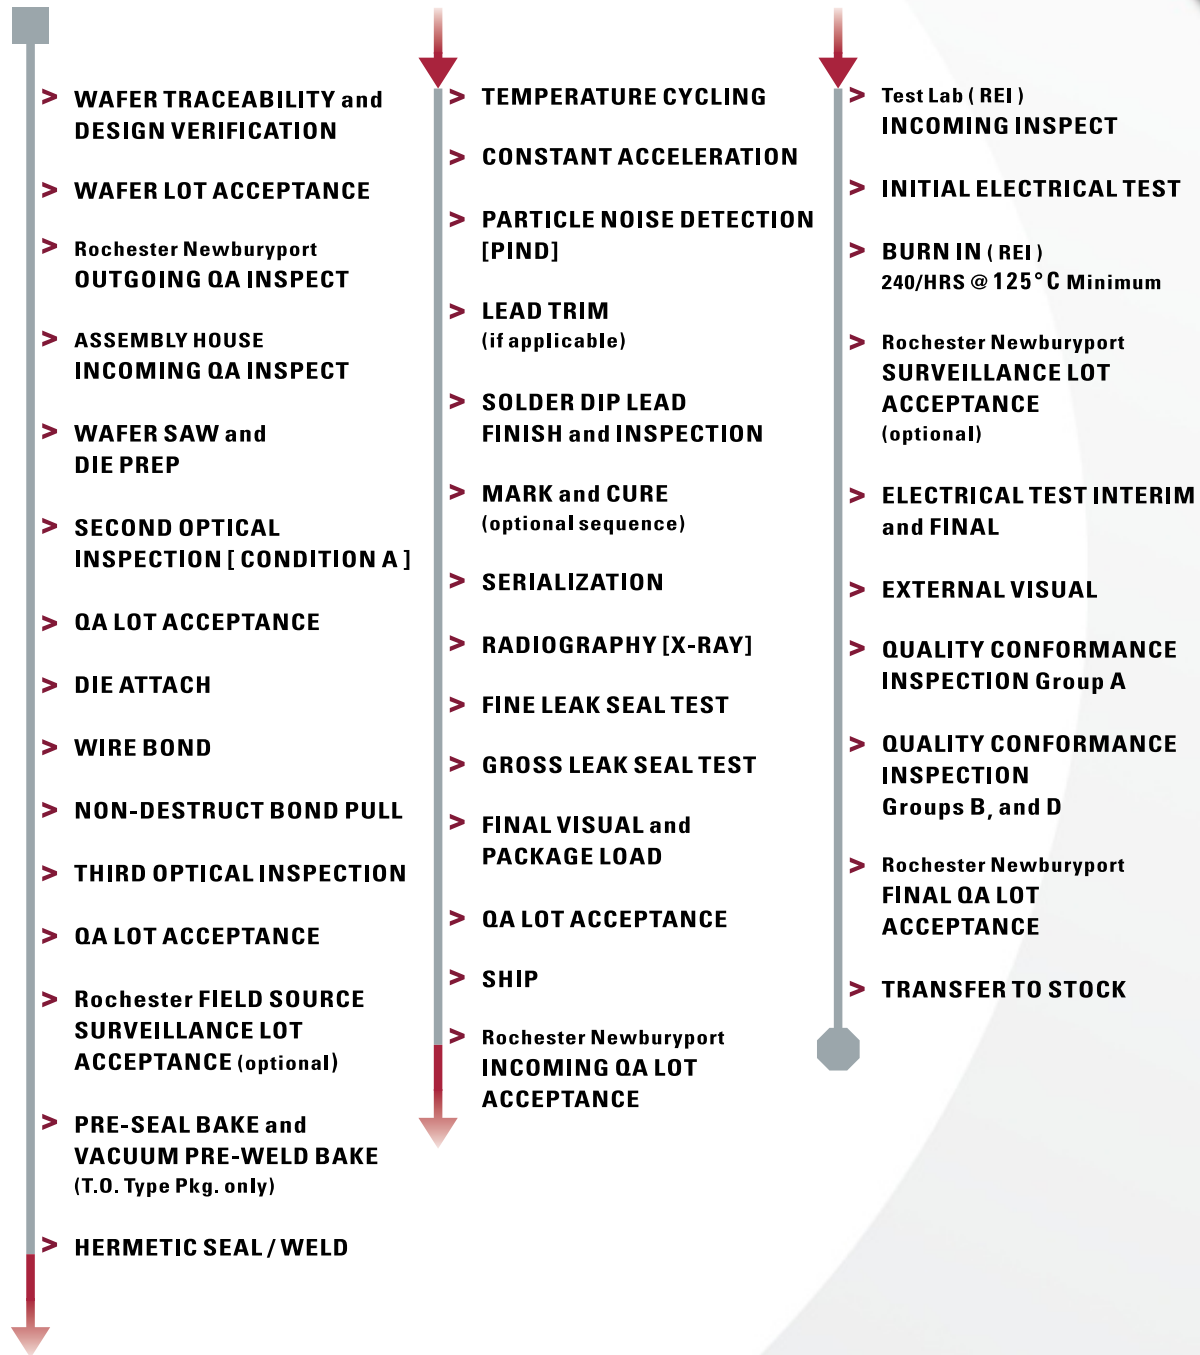 > WAFER TRACEABILITY and
DESIGN VERIFICATION
> WAFER LOT ACCEPTANCE
> Rochester Newburyport
OUTGOING QA INSPECT
> ASSEMBLY HOUSE
INCOMING QA INSPECT
> WAFER SAW and
DIE PREP
> SECOND OPTICAL
INSPECTION [ CONDITION A ]
> QA LOT ACCEPTANCE
> DIE ATTACH
> WIRE BOND
> NON-DESTRUCT BOND PULL
> THIRD OPTICAL INSPECTION
> QA LOT ACCEPTANCE
> Rochester FIELD SOURCE
SURVEILLANCE LOT
ACCEPTANCE (optional)
> PRE-SEAL BAKE and
VACUUM PRE-WELD BAKE
(T.O. Type Pkg. only)
> HERMETIC SEAL / WELD
> TEMPERATURE CYCLING
> CONSTANT ACCELERATION
> PARTICLE NOISE DETECTION
[PIND]
> LEAD TRIM
(if applicable)
> SOLDER DIP LEAD
FINISH and INSPECTION
> MARK and CURE
(optional sequence)
> SERIALIZATION
> RADIOGRAPHY [X-RAY]
> FINE LEAK SEAL TEST
> GROSS LEAK SEAL TEST
> FINAL VISUAL and
PACKAGE LOAD
> QA LOT ACCEPTANCE
> SHIP
> Rochester Newburyport
INCOMING QA LOT
ACCEPTANCE
> Test Lab ( REI )
INCOMING INSPECT
> INITIAL ELECTRICAL TEST
> BURN IN ( REI )
240/HRS @ 125° C Minimum
> Rochester Newburyport
SURVEILLANCE LOT
ACCEPTANCE
(optional)
> ELECTRICAL TEST INTERIM
and FINAL
> EXTERNAL VISUAL
> QUALITY CONFORMANCE
INSPECTION Group A
> QUALITY CONFORMANCE
INSPECTION
Groups B, and D
> Rochester Newburyport
FINAL QA LOT
ACCEPTANCE
> TRANSFER TO STOCK